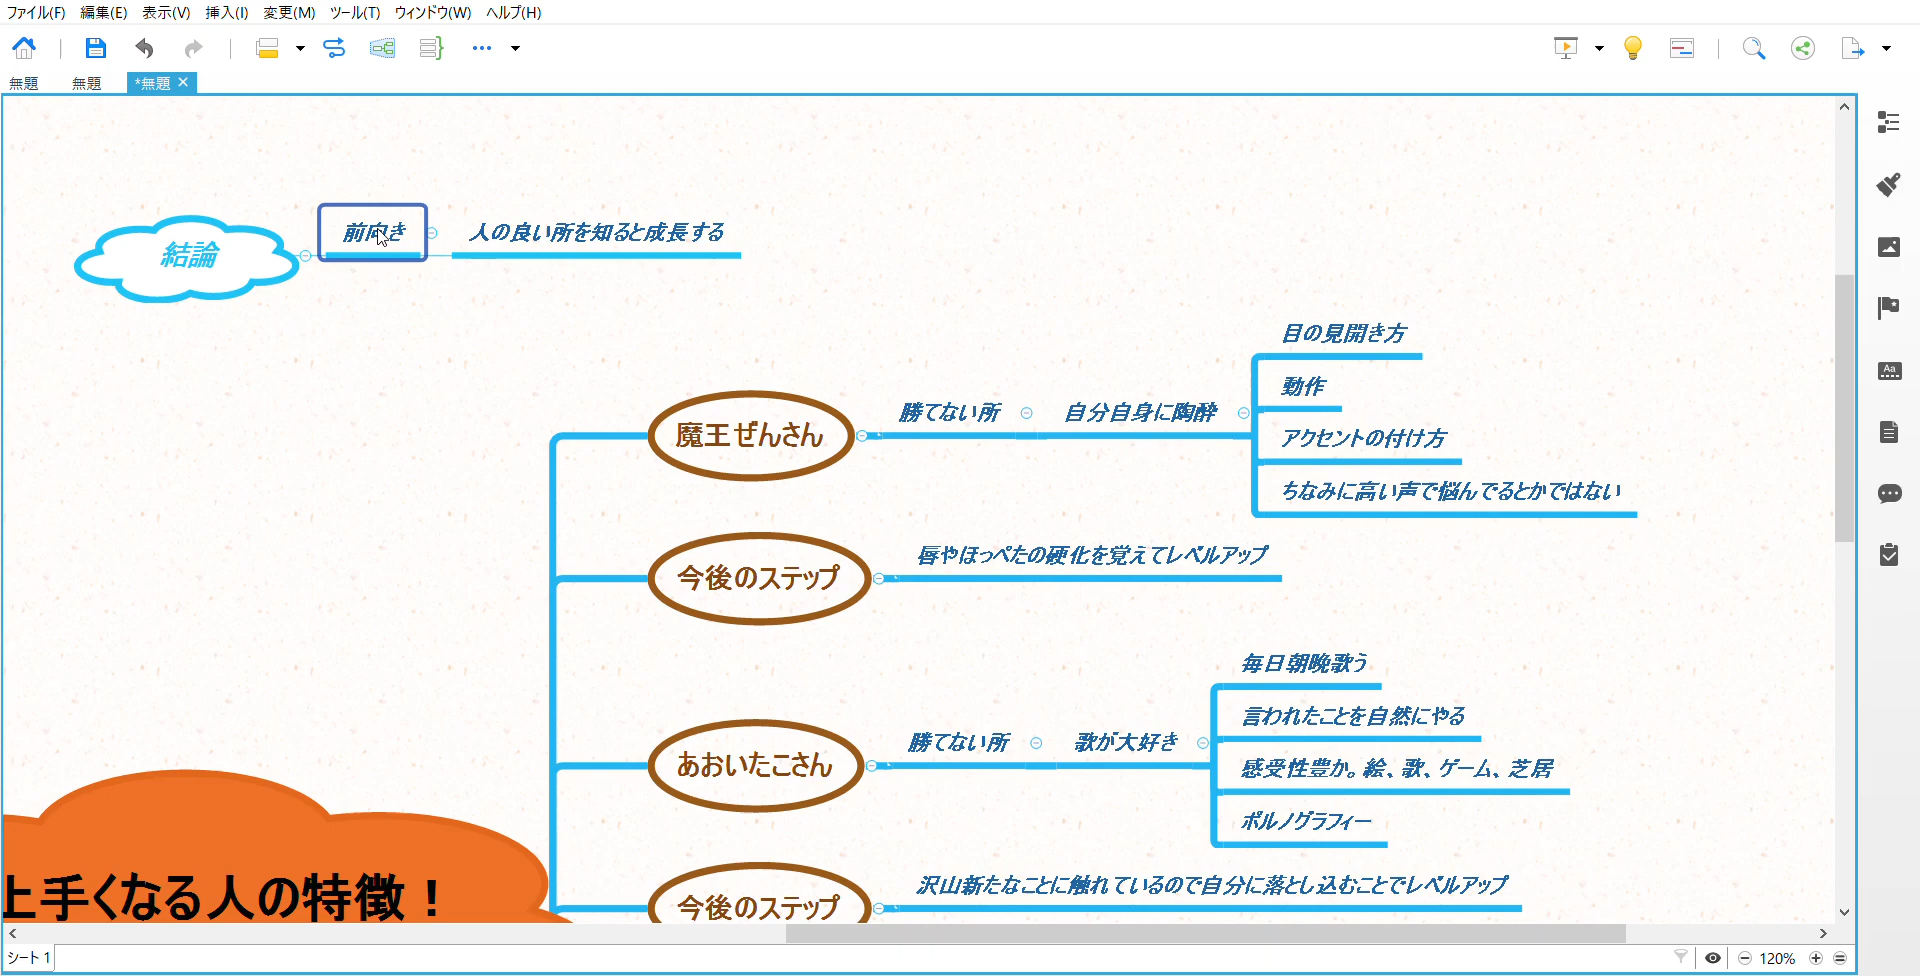 ファイル(F) 編集(E) 表示(V) 挿入(I) 変更(M) ツール(T) ウィンドウ(W) ヘルプ(H)
無題 無題 *無題
結論
前向き
人の良い所を知ると成長する
魔王ぜんさん
勝てない所
自分自身に陶酔
目の見開き方
動作
アクセントの付け方
ちなみに高い声で悩んでるとかではない
今後のステップ
唇やほっぺたの硬化を覚えてレベルアップ
あおいたこさん
勝てない所
歌が大好き
毎日朝晩歌う
言われたことを自然にやる
感受性豊か。絵、歌、ゲーム、芝居
ポルノグラフィー
今後のステップ
沢山新たなことに触れているので自分に落とし込むことでレベルアップ
上手くなる人の特徴！
Aa
シート 1
120%